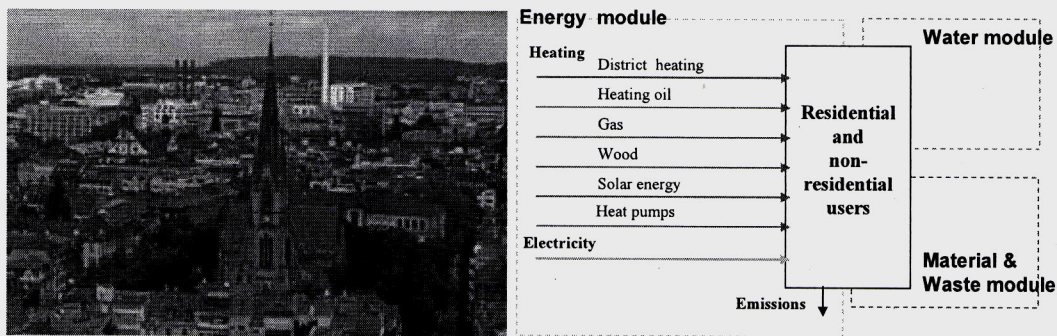 Energy module
Water module
Heating
District heating
Heating oil
Gas
Wood
Solar energy
Heat pumps
Electricity
Residential
and
non-
residential
users
Material &
Waste module
Emissions